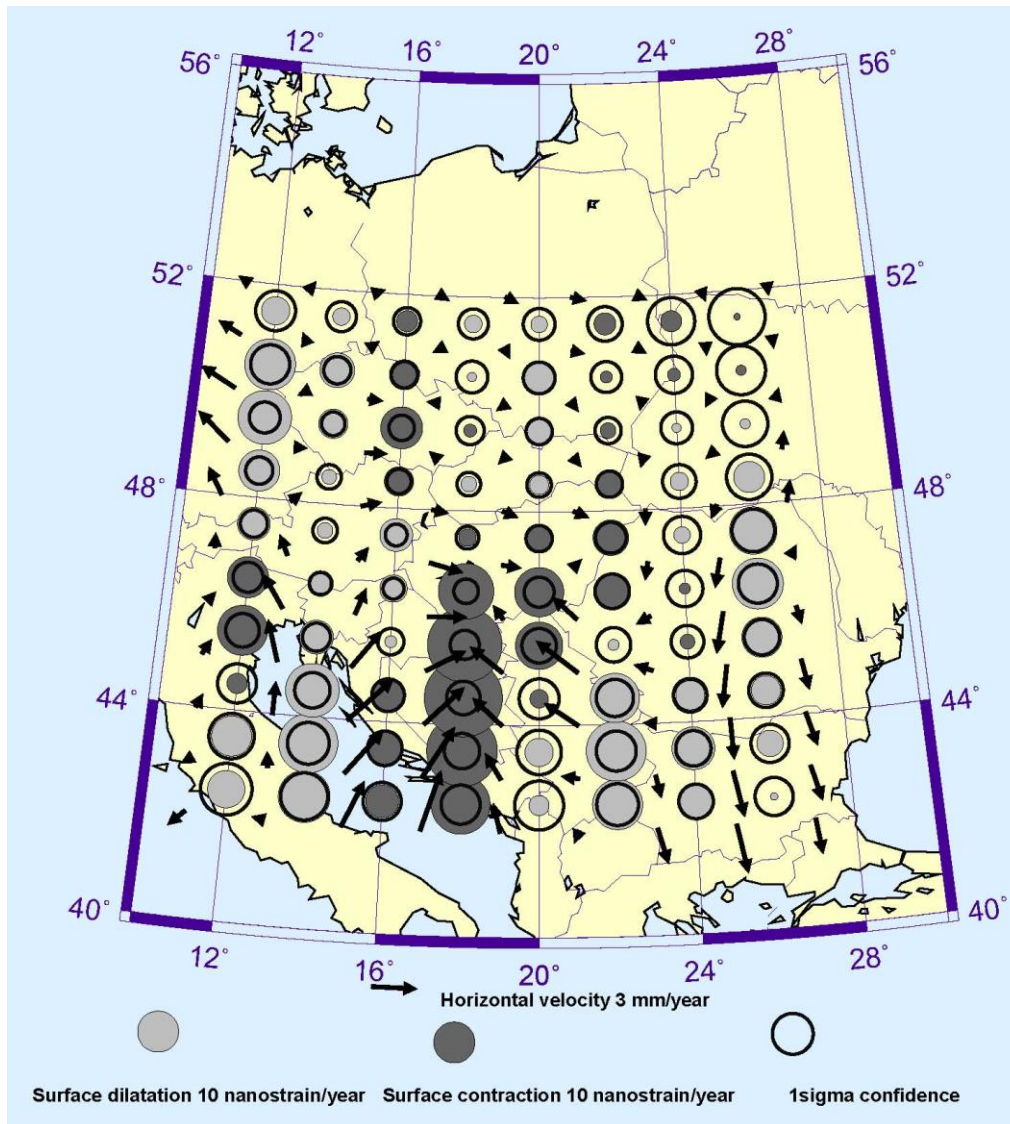 12° 16° 20° 24° 28°
56° 56°
52° 52°
48° 48°
44° 44°
40° 40°
12° 16° 20° 24° 28°
Horizontal velocity 3 mm/year
Surface dilatation 10 nanostrain/year Surface contraction 10 nanostrain/year 1sigma confidence